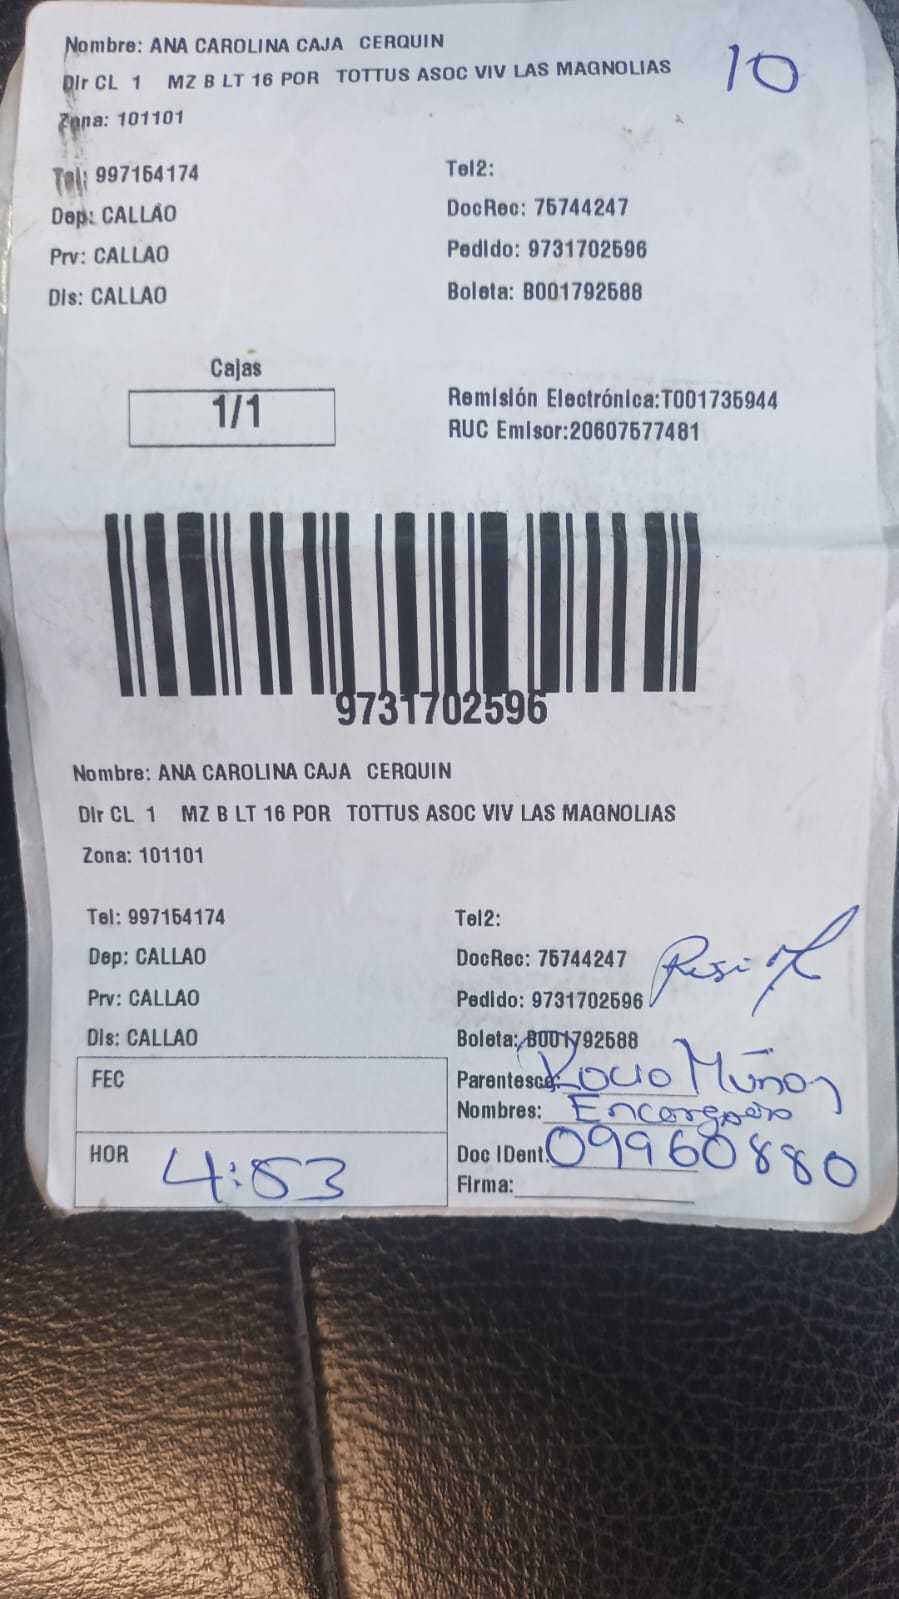 Nombre: ANA CAROLINA CAJA CERQUIN
10
Dir CL 1 MZ B LT 16 POR TOTTUS ASOC VIV LAS MAGNOLIAS
Zona: 101101
Tel: 997154174
Tel2:
Dep: CALLAO
DocRec: 75744247
Prv: CALLAO
Pedido: 9731702596
Dis: CALLAO
Boleta: B001792588
Cajas
1/1
Remisión Electrónica:T001735944
RUC Emisor:20607577481
9731702596
Nombre: ANA CAROLINA CAJA CERQUIN
Dir CL 1 MZ B LT 16 POR TOTTUS ASOC VIV LAS MAGNOLIAS
Zona: 101101
Tel: 997154174
Tel2:
Dep: CALLAO
DocRec: 75744247
Prv: CALLAO
Pedido: 9731702596
Dis: CALLAO
Boleta: B001792588
FEC
Parentesco: Rocio Muñoz
Nombres:
HOR 4:53
Doc IDent: 09960880
Firma: